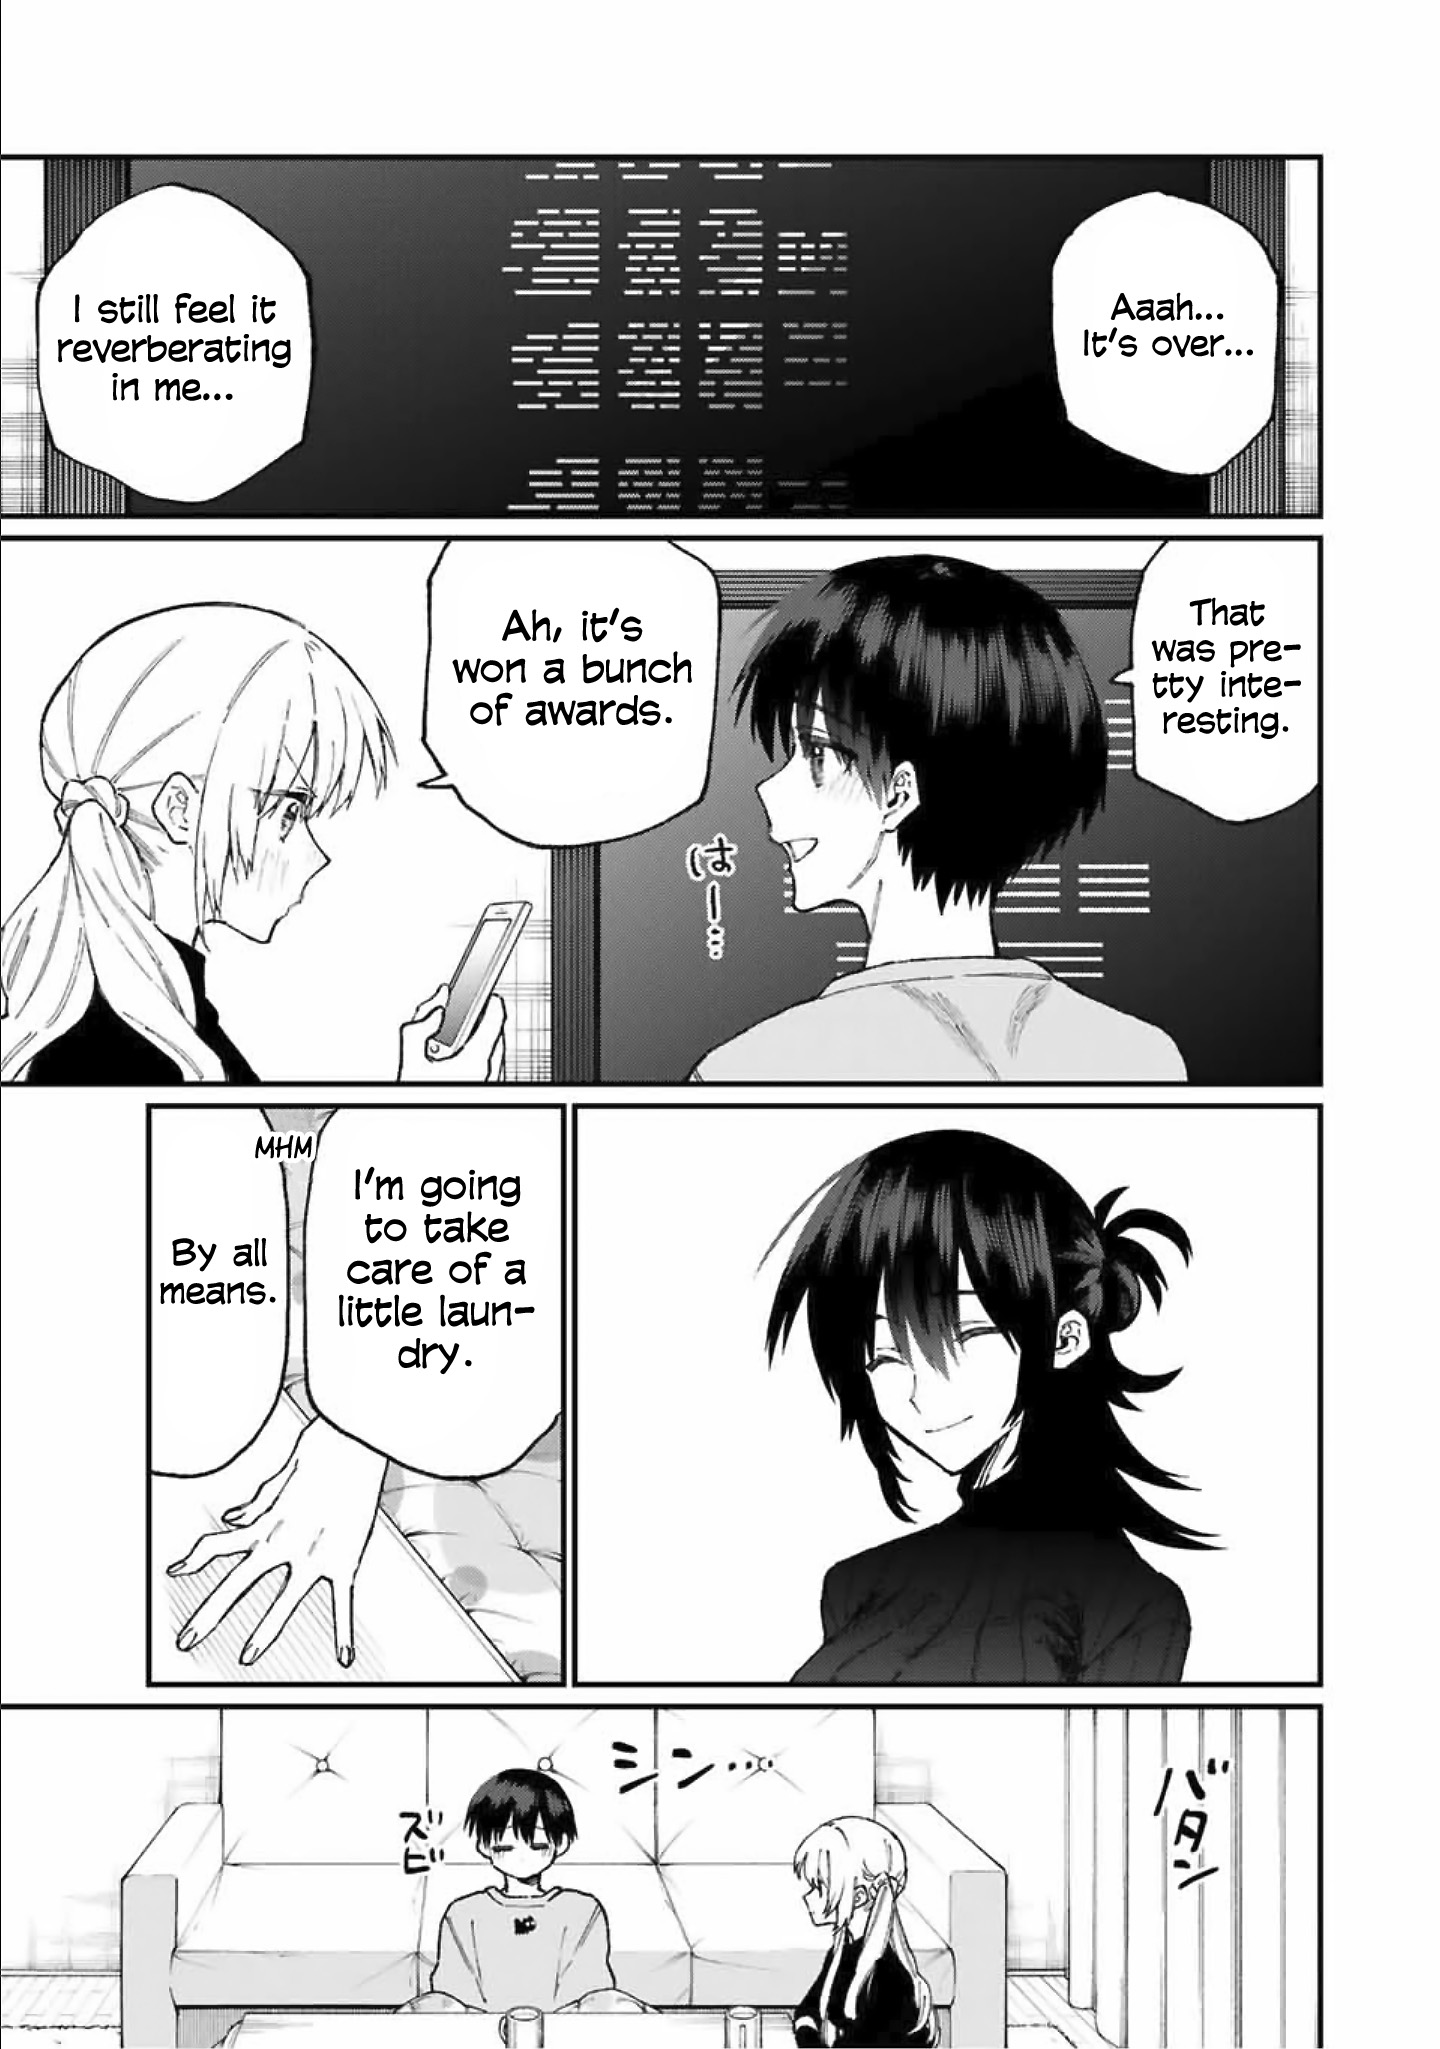 Aaah...
It's over...
I still feel it
reverberating
in me...
That
was pre-
tty inte-
resting.
Ah, it's
won a bunch
of awards.
はー…
I'm going
to take
care of a
little laun-
dry.
MHM
By all
means.
バタン
シン…
ズビ